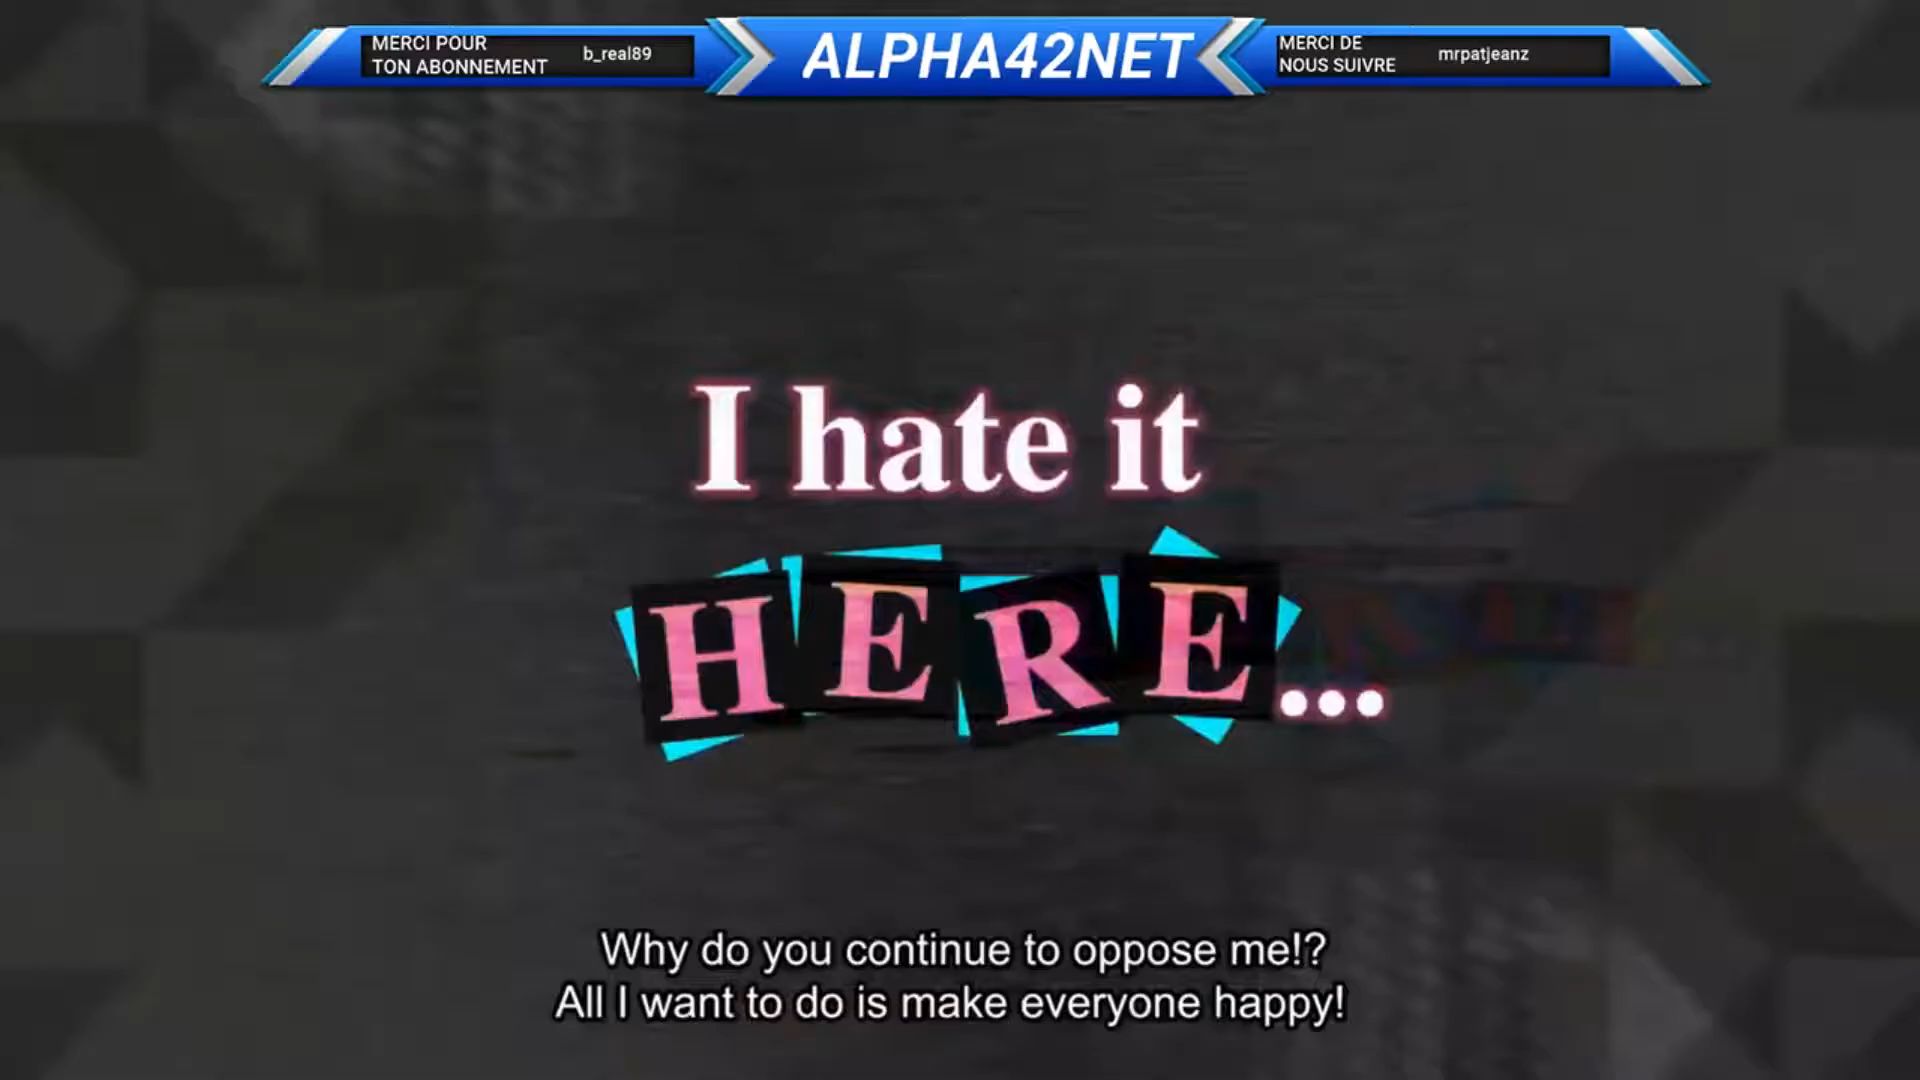 MERCI POUR
TON ABONNEMENT
b_real89
ALPHA42NET
MERCI DE
NOUS SUIVRE
mrpatjeanz
I hate it
HERE...
Why do you continue to oppose me!?
All I want to do is make everyone happy!